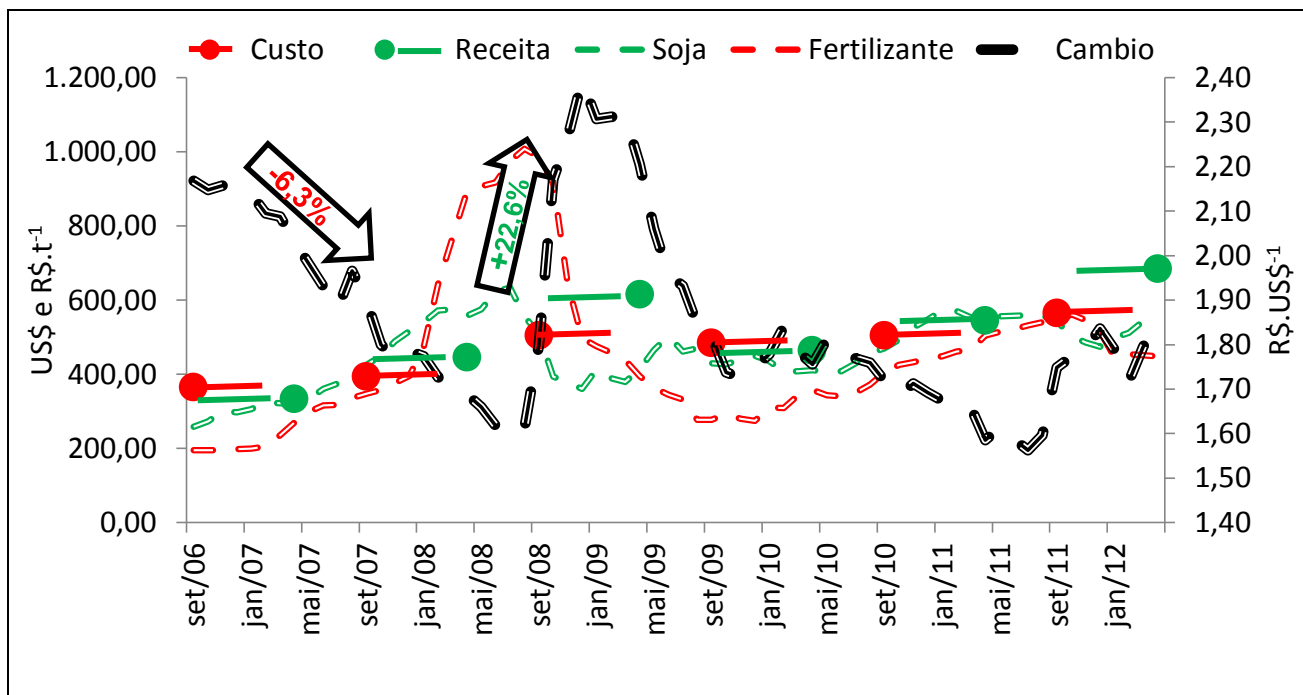 Custo Receita Soja Fertilizante Cambio
US$ e R$.t⁻¹
1.200,00
1.000,00
800,00
600,00
400,00
200,00
0,00
-6,3%
+22,6%
2,40
2,30
2,20
2,10
2,00
1,90
1,80
1,70
1,60
1,50
1,40
R$.US$⁻¹
set/06
jan/07
mai/07
set/07
jan/08
mai/08
set/08
jan/09
mai/09
set/09
jan/10
mai/10
set/10
jan/11
mai/11
set/11
jan/12